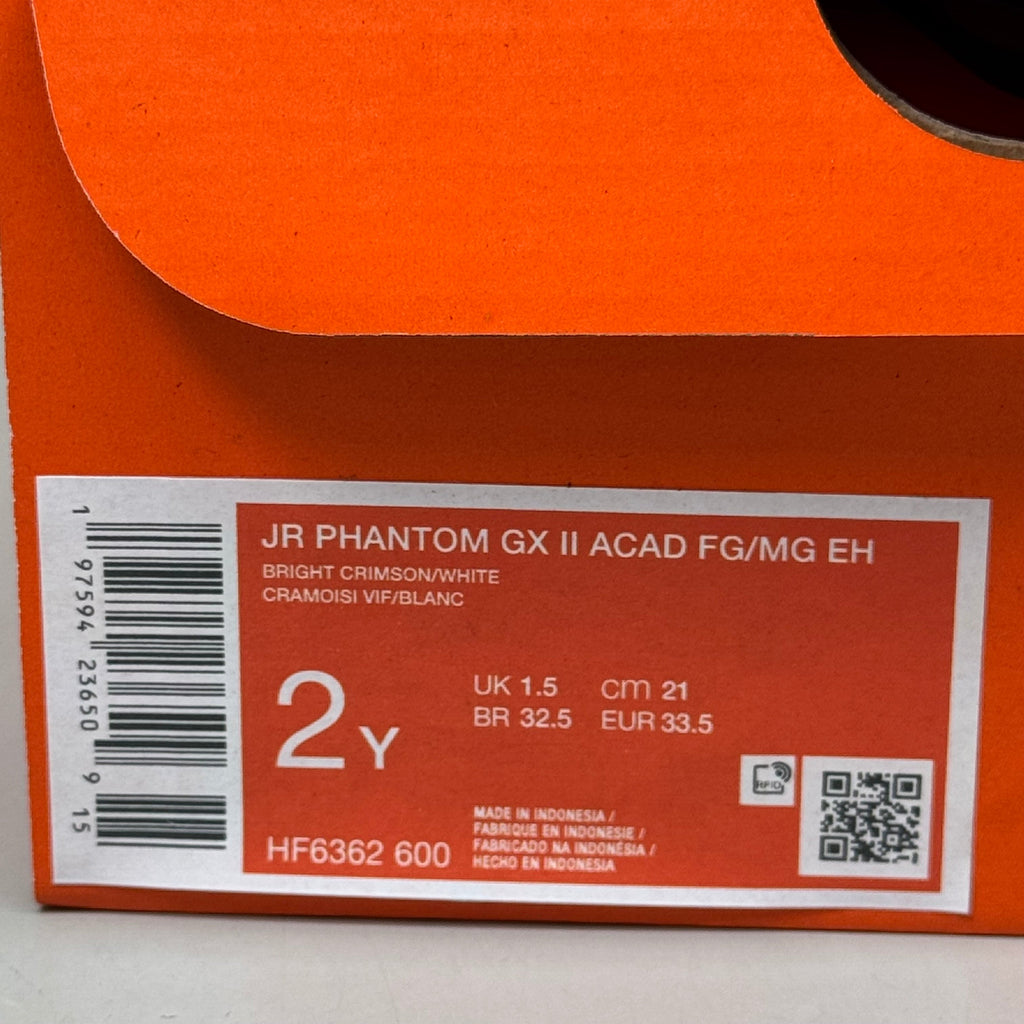 JR PHANTOM GX II ACAD FG/MG EH
BRIGHT CRIMSON/WHITE
CRAMOISI VIF/BLANC
2Y
UK 1.5 cm 21
BR 32.5 EUR 33.5
HF6362 600
MADE IN INDONESIA /
FABRIQUE EN INDONESIE /
FABRICADO NA INDONÉSIA /
HECHO EN INDONESIA
RFID
1 97594 23650 9 15